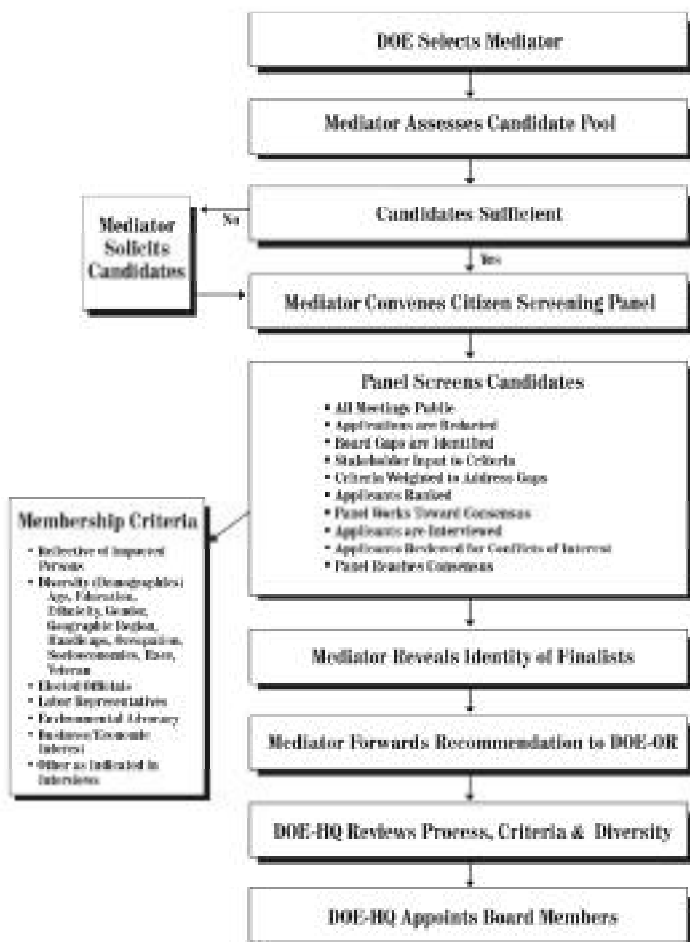 DOE Selects Mediator
Mediator Assesses Candidate Pool
Candidates Sufficient
No
Yes
Mediator
Solicits
Candidates
Mediator Convenes Citizen Screening Panel
Panel Screens Candidates
• All Meetings Public
• Applications are Redacted
• Board Gaps are Identified
• Stakeholder Input to Criteria
• Criteria Weighted to Address Gaps
• Applicants Ranked
• Panel Works Toward Consensus
• Applicants are Interviewed
• Applicants Reviewed for Conflicts of Interest
• Panel Reaches Consensus
Membership Criteria
• Reflective of Impacted
Persons
• Diversity (Demographics)
Age, Education,
Ethnicity, Gender,
Geographic Region,
Handicaps, Occupation,
Socioeconomics, Race,
Veteran
• Elected Officials
• Labor Representatives
• Environmental Advocacy
• Business/Economic
Interest
• Other as Indicated in
Interviews
Mediator Reveals Identity of Finalists
Mediator Forwards Recommendation to DOE-OR
DOE-HQ Reviews Process, Criteria & Diversity
DOE-HQ Appoints Board Members